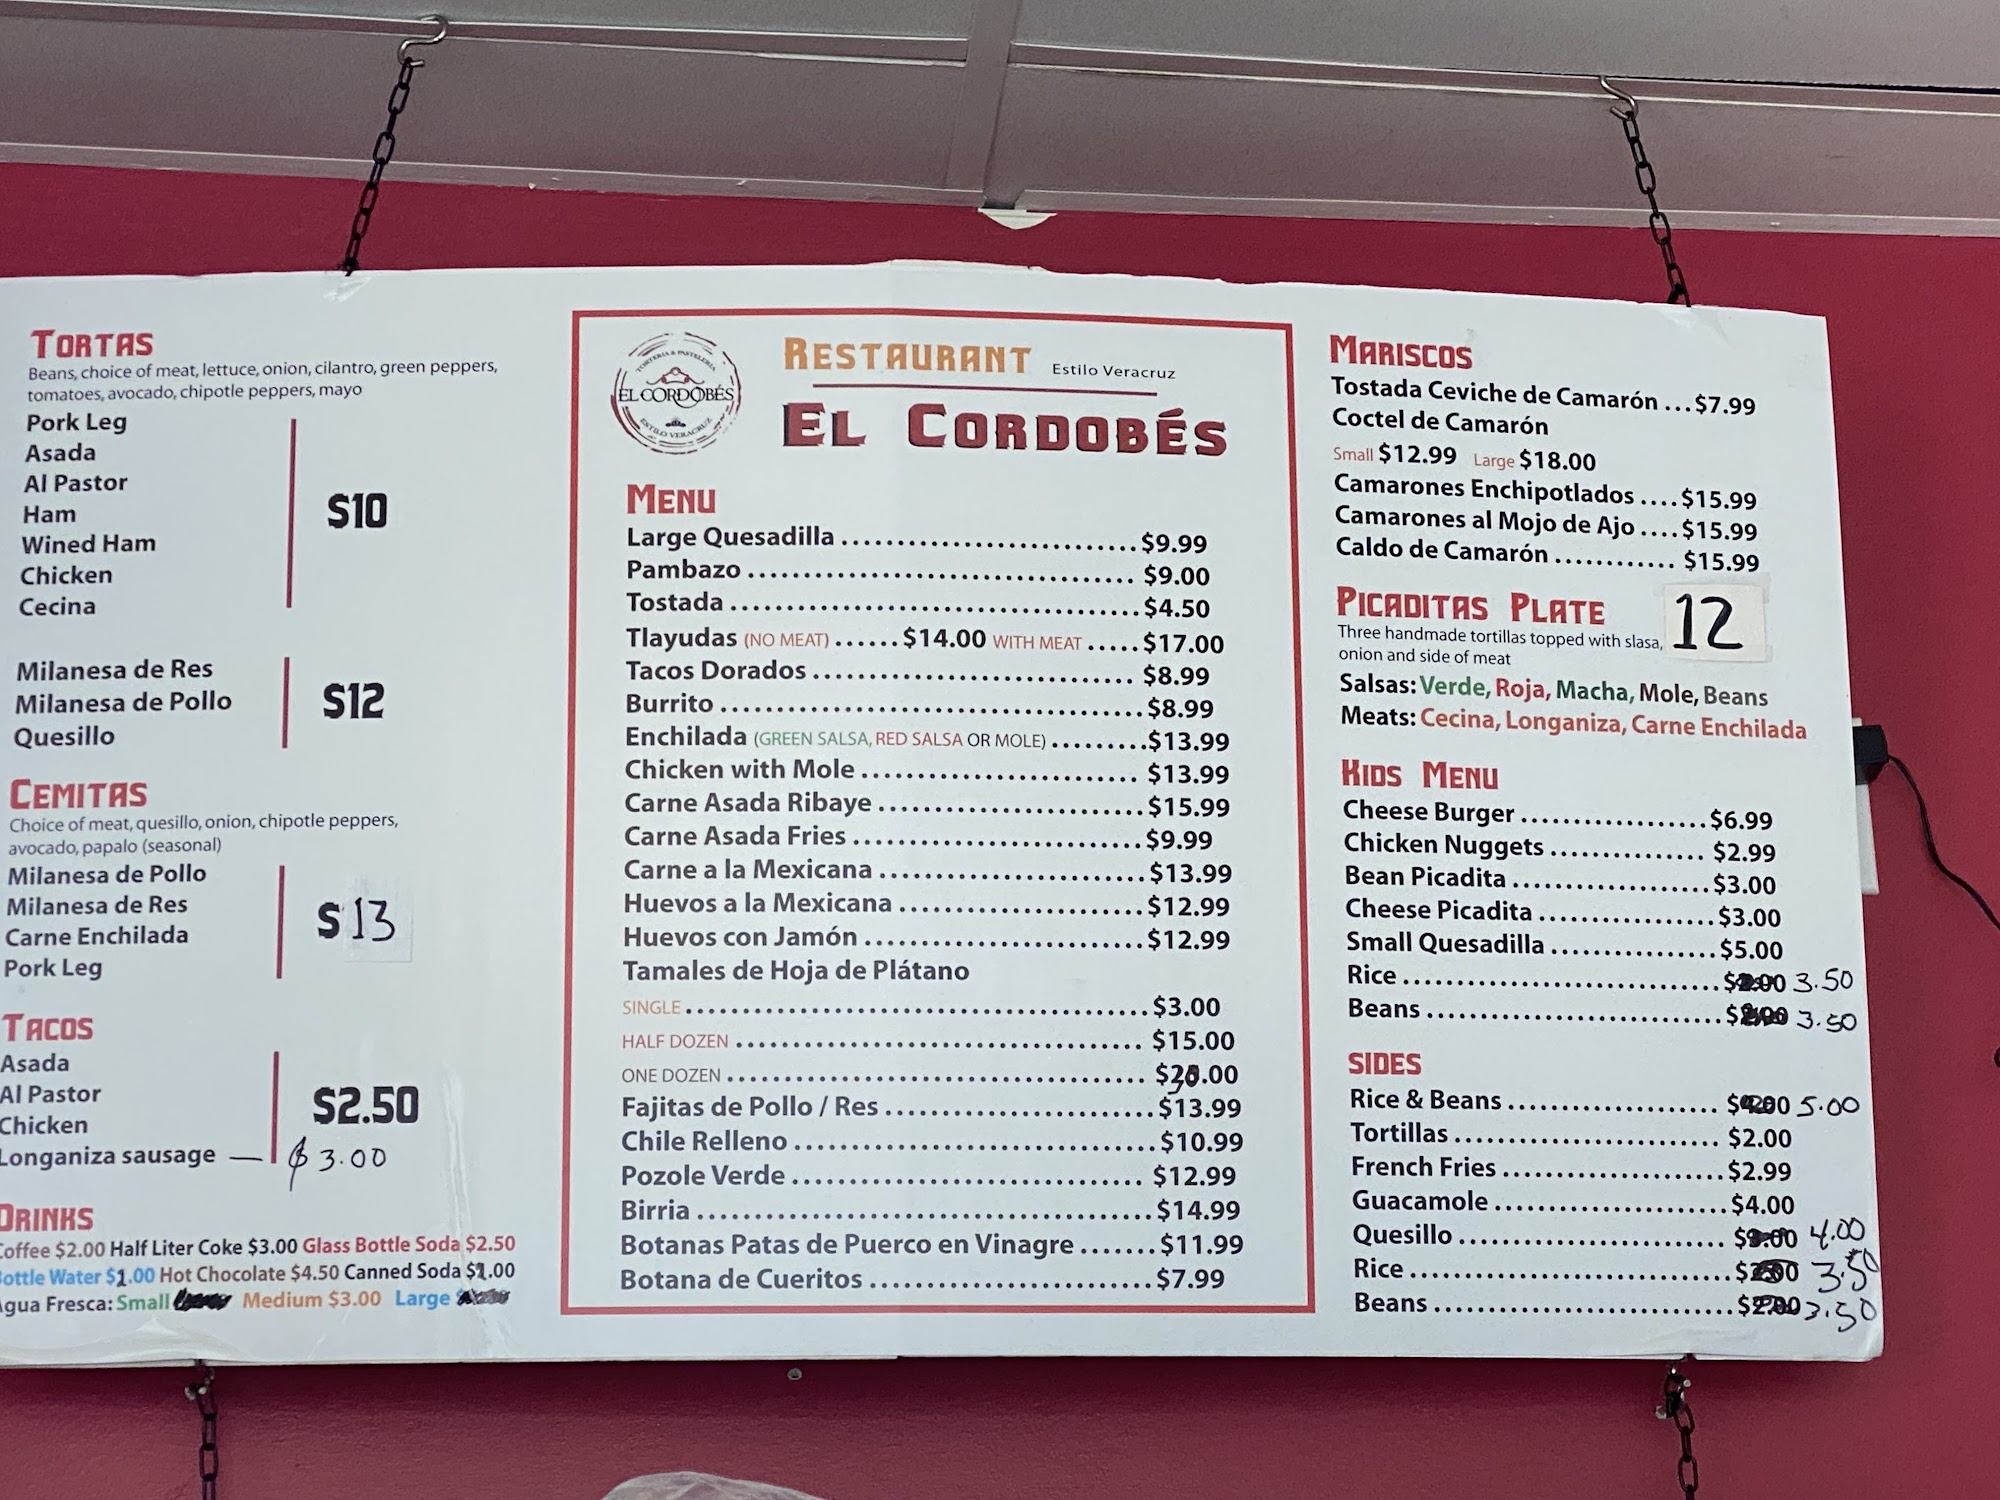 TORTAS
Beans, choice of meat, lettuce, onion, cilantro, green peppers,
tomatoes, avocado, chipotle peppers, mayo
Pork Leg
Asada
Al Pastor
Ham
Wined Ham
Chicken
Cecina
$10
Milanesa de Res
Milanesa de Pollo
Quesillo
$12
CEMITAS
Choice of meat, quesillo, onion, chipotle peppers,
avocado, papalo (seasonal)
Milanesa de Pollo
Milanesa de Res
Carne Enchilada
Pork Leg
$13
TACOS
Asada
Al Pastor
Chicken
$2.50
Longaniza sausage — $3.00
DRINKS
Coffee $2.00 Half Liter Coke $3.00 Glass Bottle Soda $2.50
Bottle Water $1.00 Hot Chocolate $4.50 Canned Soda $1.00
Agua Fresca: Small Medium $3.00 Large
TORTERIA & PASTELERIA
EL CORDOBÉS
ESTILO VERACRUZ
RESTAURANT Estilo Veracruz
EL CORDOBÉS
MENU
Large Quesadilla .............................. $9.99
Pambazo ....................................... $9.00
Tostada ......................................... $4.50
Tlayudas (NO MEAT) ...... $14.00 WITH MEAT ..... $17.00
Tacos Dorados ................................ $8.99
Burrito .......................................... $8.99
Enchilada (GREEN SALSA, RED SALSA OR MOLE) ......... $13.99
Chicken with Mole ............................ $13.99
Carne Asada Ribaye ........................... $15.99
Carne Asada Fries ............................. $9.99
Carne a la Mexicana ........................... $13.99
Huevos a la Mexicana ......................... $12.99
Huevos con Jamón ............................ $12.99
Tamales de Hoja de Plátano
SINGLE .............................................. $3.00
HALF DOZEN ........................................ $15.00
ONE DOZEN ......................................... $30.00
Fajitas de Pollo / Res ........................... $13.99
Chile Relleno .................................... $10.99
Pozole Verde ................................... $12.99
Birria ............................................. $14.99
Botanas Patas de Puerco en Vinagre ....... $11.99
Botana de Cueritos ............................. $7.99
MARISCOS
Tostada Ceviche de Camarón ... $7.99
Coctel de Camarón
Small $12.99 Large $18.00
Camarones Enchipotlados .... $15.99
Camarones al Mojo de Ajo .... $15.99
Caldo de Camarón ............ $15.99
PICADITAS PLATE 12
Three handmade tortillas topped with slasa,
onion and side of meat
Salsas: Verde, Roja, Macha, Mole, Beans
Meats: Cecina, Longaniza, Carne Enchilada
KIDS MENU
Cheese Burger ................... $6.99
Chicken Nuggets ................ $2.99
Bean Picadita .................... $3.00
Cheese Picadita .................. $3.00
Small Quesadilla ................. $5.00
Rice ................................. $2.00 3.50
Beans .............................. $2.00 3.50
SIDES
Rice & Beans ...................... $4.00 5.00
Tortillas ............................ $2.00
French Fries ....................... $2.99
Guacamole ........................ $4.00
Quesillo ............................ $3.00 4.00
Rice ................................. $2.00 3.50
Beans ............................... $2.00 3.50